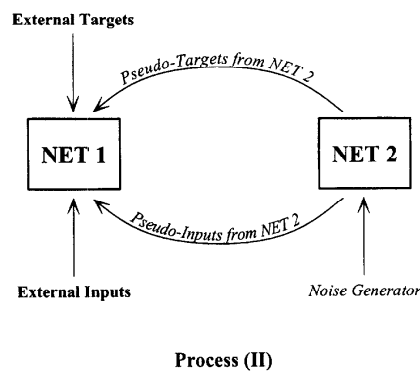 External Targets
Pseudo-Targets from NET 2
NET 1
NET 2
Pseudo-Inputs from NET 2
External Inputs
Noise Generator
Process (II)